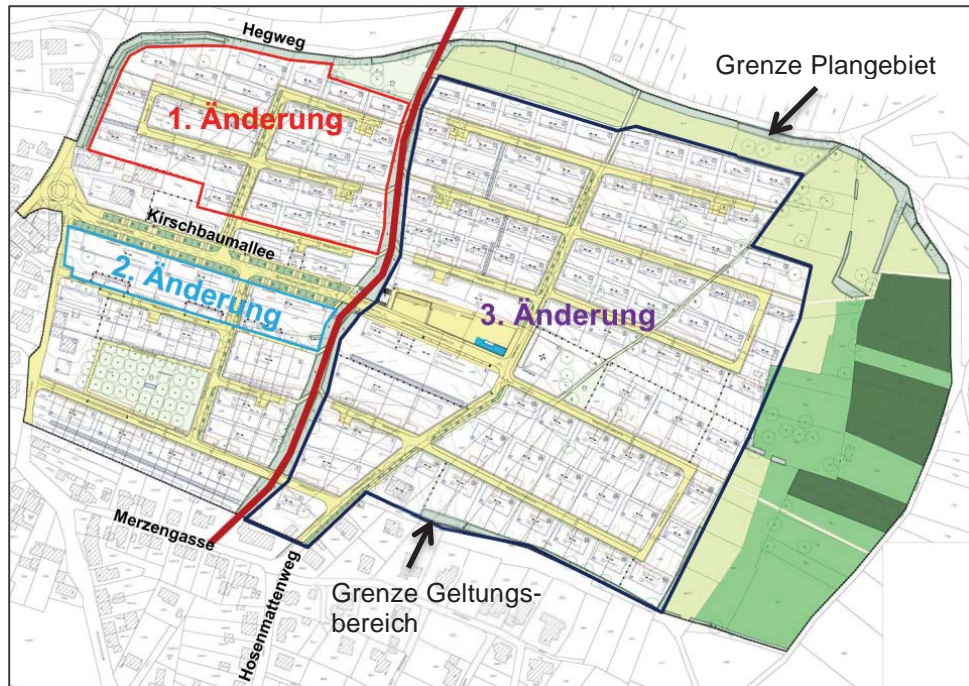 Hegweg
Grenze Plangebiet
1. Änderung
Kirschbaumallee
2. Änderung
3. Änderung
Merzengasse
Hosenmattenweg
Grenze Geltungs-
bereich